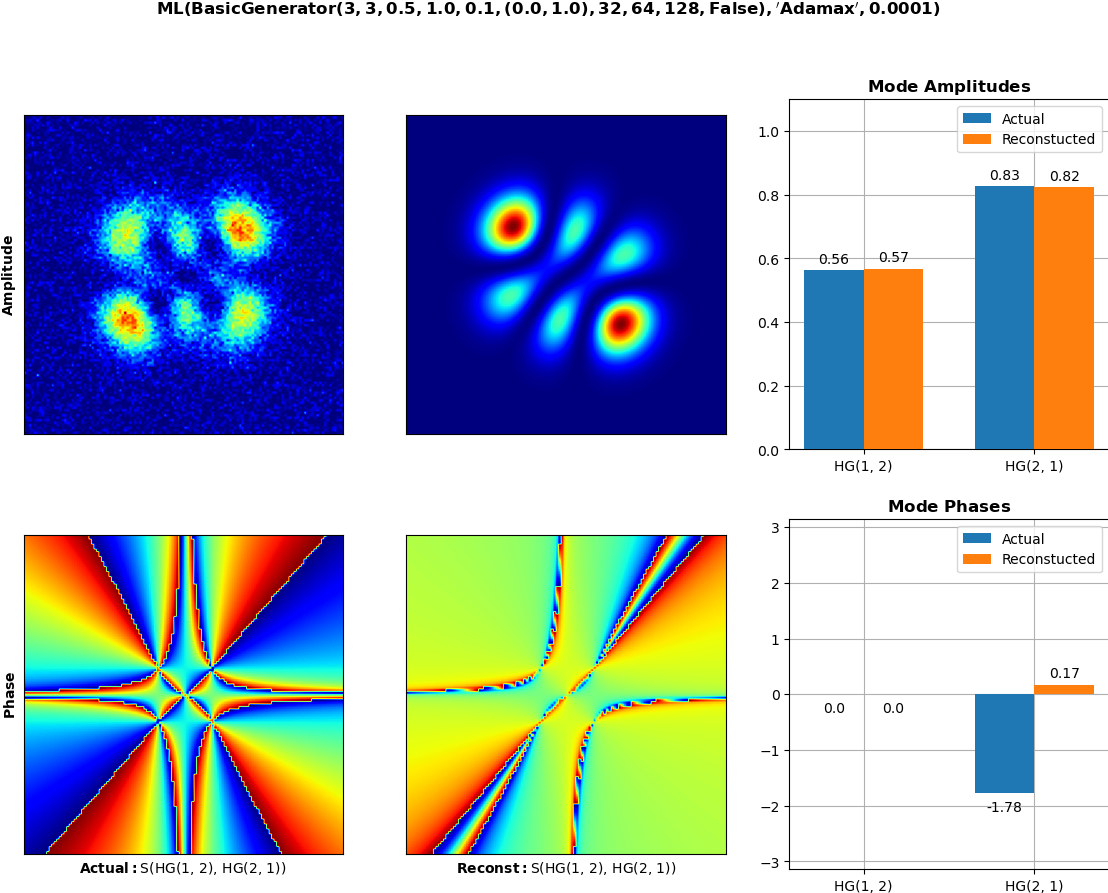 ML(BasicGenerator(3, 3, 0.5, 1.0, 0.1, (0.0, 1.0), 32, 64, 128, False), ′Adamax′, 0.0001)
Amplitude
Mode Amplitudes
Actual
Reconstucted
1.0
0.8
0.6
0.4
0.2
0.0
0.56
0.57
0.83
0.82
HG(1, 2)
HG(2, 1)
Phase
Actual: S(HG(1, 2), HG(2, 1))
Reconst: S(HG(1, 2), HG(2, 1))
Mode Phases
Actual
Reconstucted
3
2
1
0
−1
−2
−3
0.0
0.0
0.17
-1.78
HG(1, 2)
HG(2, 1)